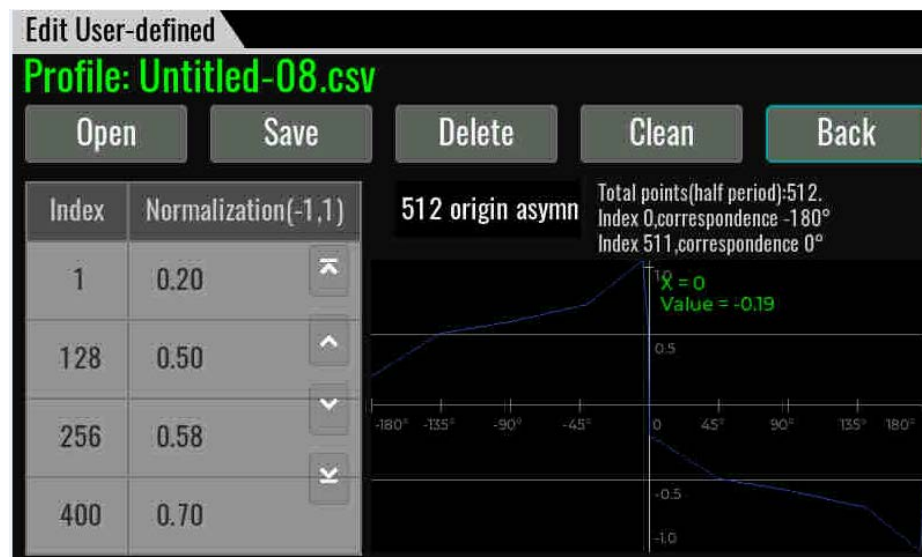 Edit User-defined
Profile: Untitled-08.csv
Open Save Delete Clean Back
Index Normalization(-1,1)
1 0.20
128 0.50
256 0.58
400 0.70
512 origin asymn
Total points(half period):512.
Index 0,correspondence -180°
Index 511,correspondence 0°
1.0
X = 0
Value = -0.19
0.5
-180° -135° -90° -45° 0 45° 90° 135° 180°
-0.5
-1.0